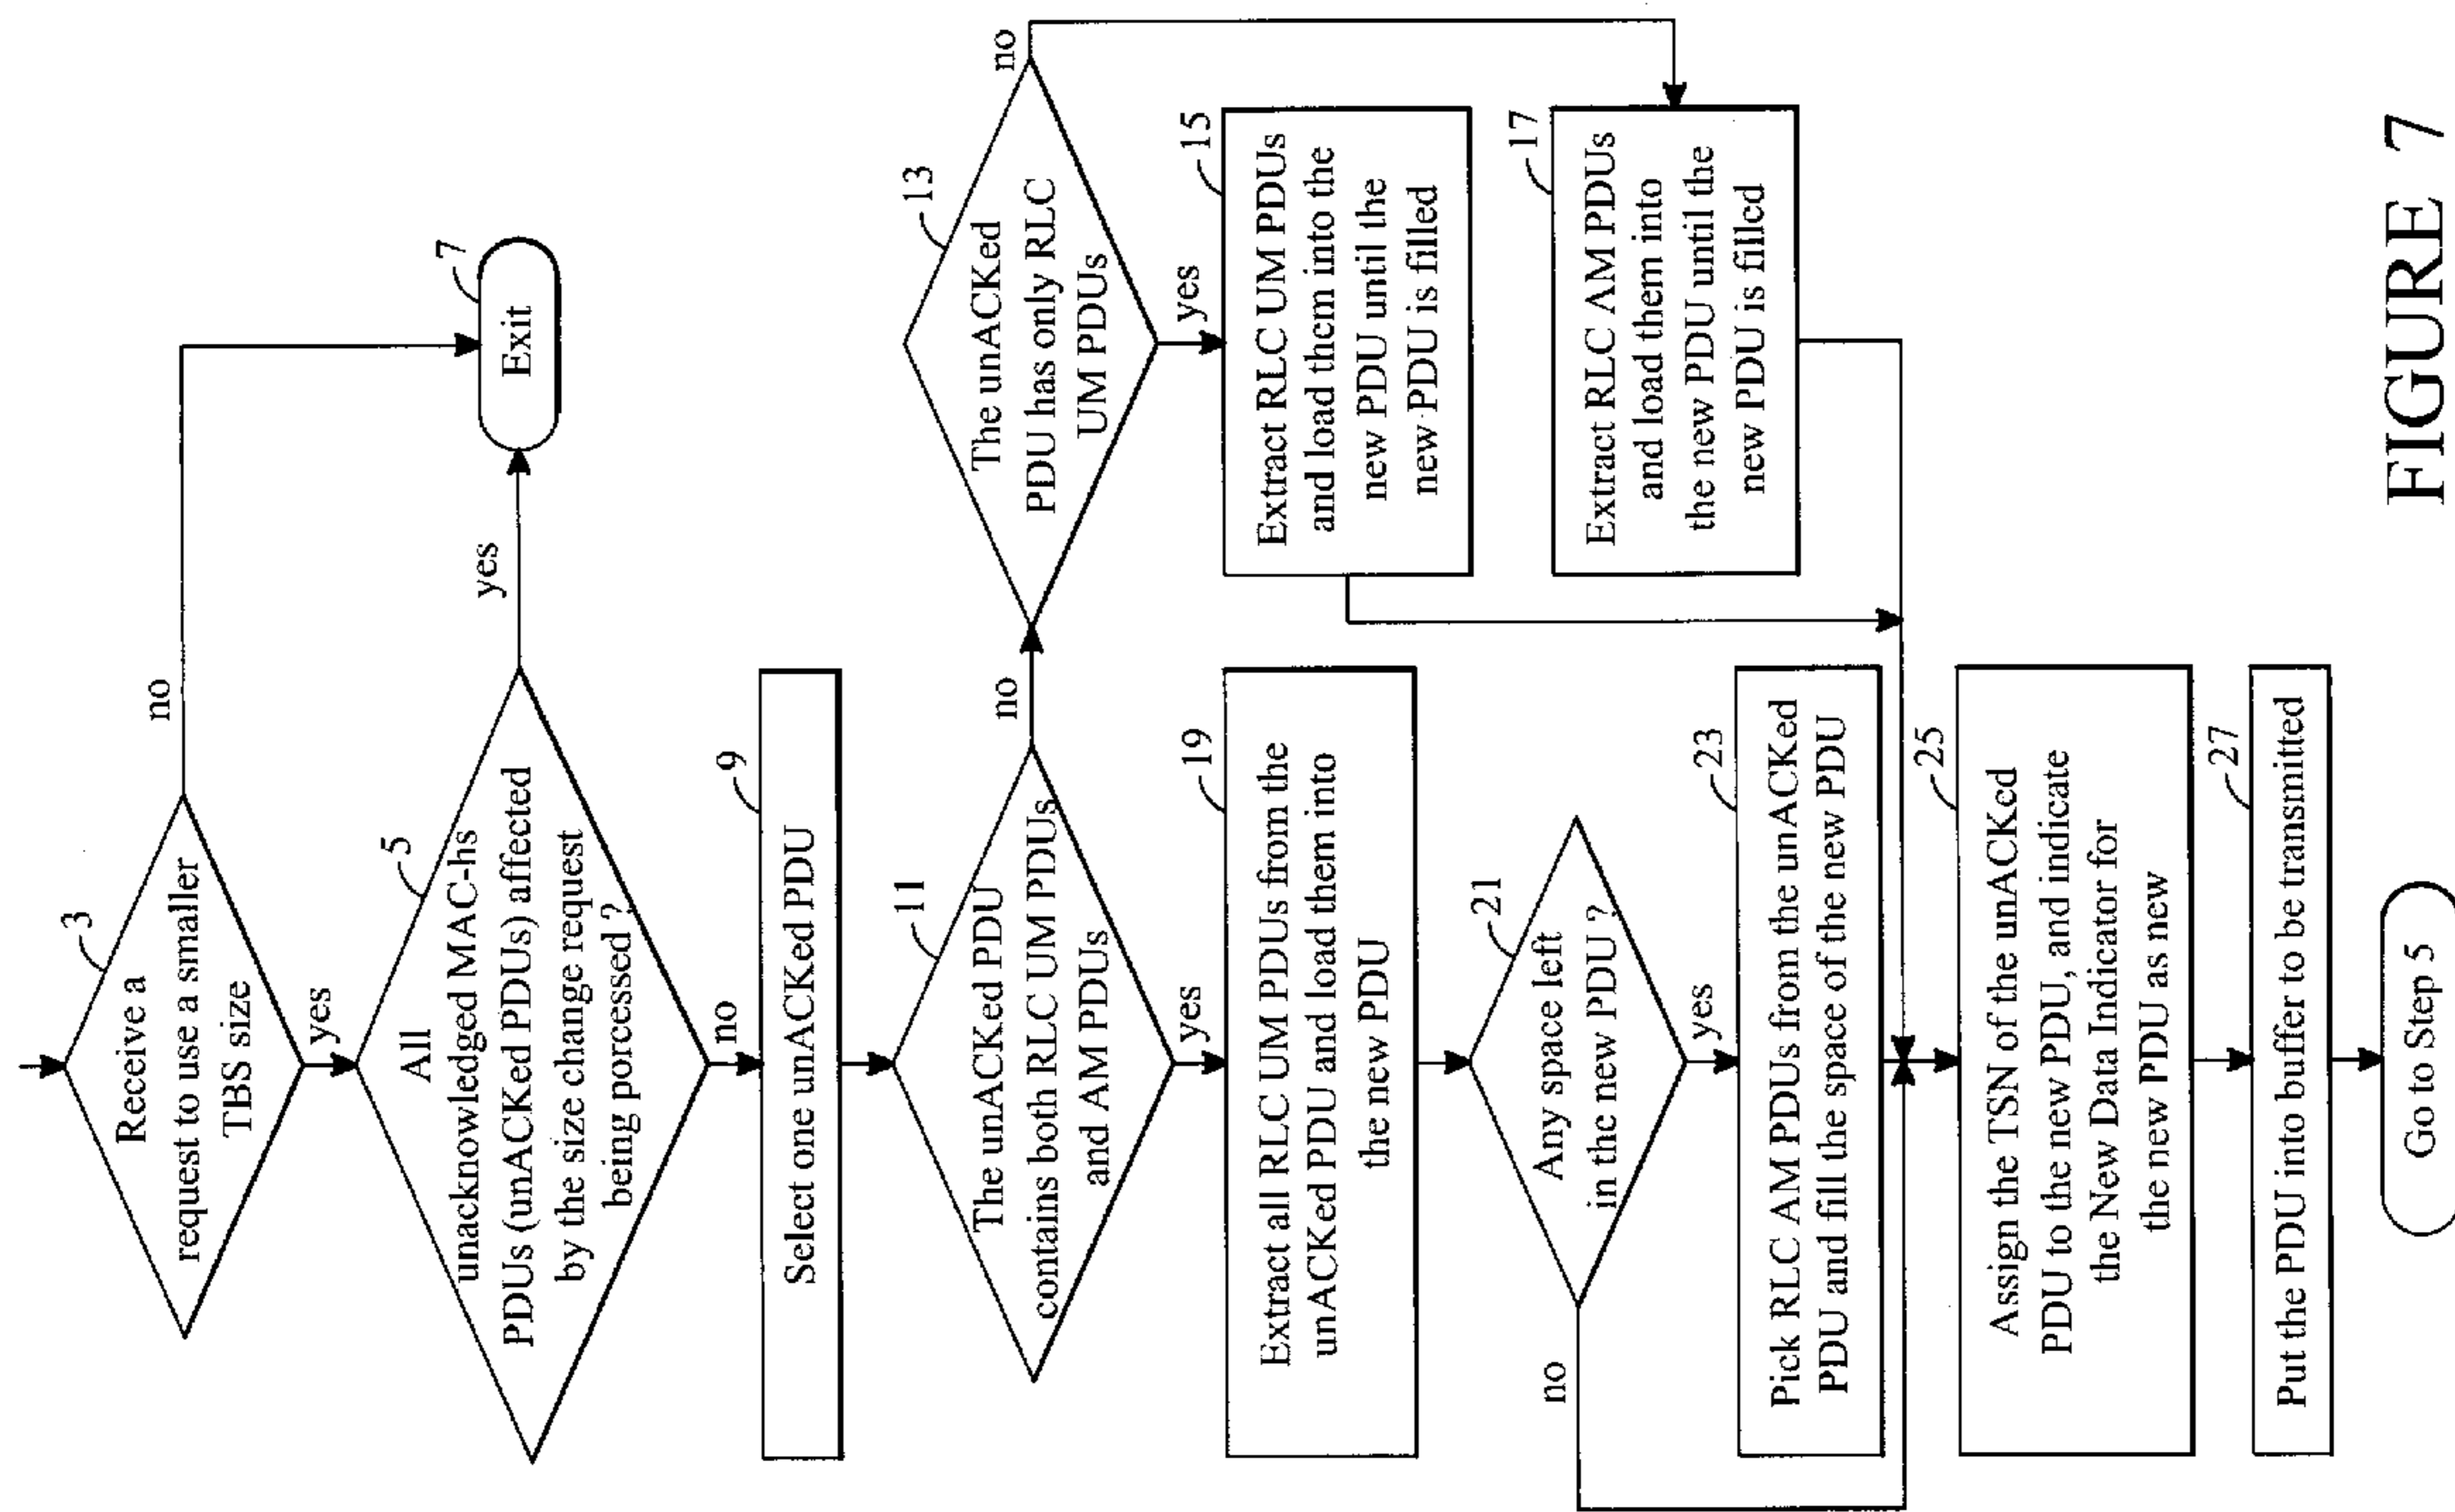 3
Receive a
request to use a smaller
TBS size
no
yes
5
All
unacknowledged MAC-hs
PDUs (unACKed PDUs) affected
by the size change request
being porcessed ?
yes
7
Exit
no
9
Select one unACKed PDU
11
The unACKed PDU
contains both RLC UM PDUs
and AM PDUs
no
13
The unACKed
PDU has only RLC
UM PDUs
no
yes
15
Extract RLC UM PDUs
and load them into the
new PDU until the
new PDU is filled
17
Extract RLC AM PDUs
and load them into
the new PDU until the
new PDU is filled
yes
19
Extract all RLC UM PDUs from the
unACKed PDU and load them into
the new PDU
21
Any space left
in the new PDU ?
no
yes
23
Pick RLC AM PDUs from the unACKed
PDU and fill the space of the new PDU
25
Assign the TSN of the unACKed
PDU to the new PDU, and indicate
the New Data Indicator for
the new PDU as new
27
Put the PDU into buffer to be transmitted
Go to Step 5
FIGURE 7